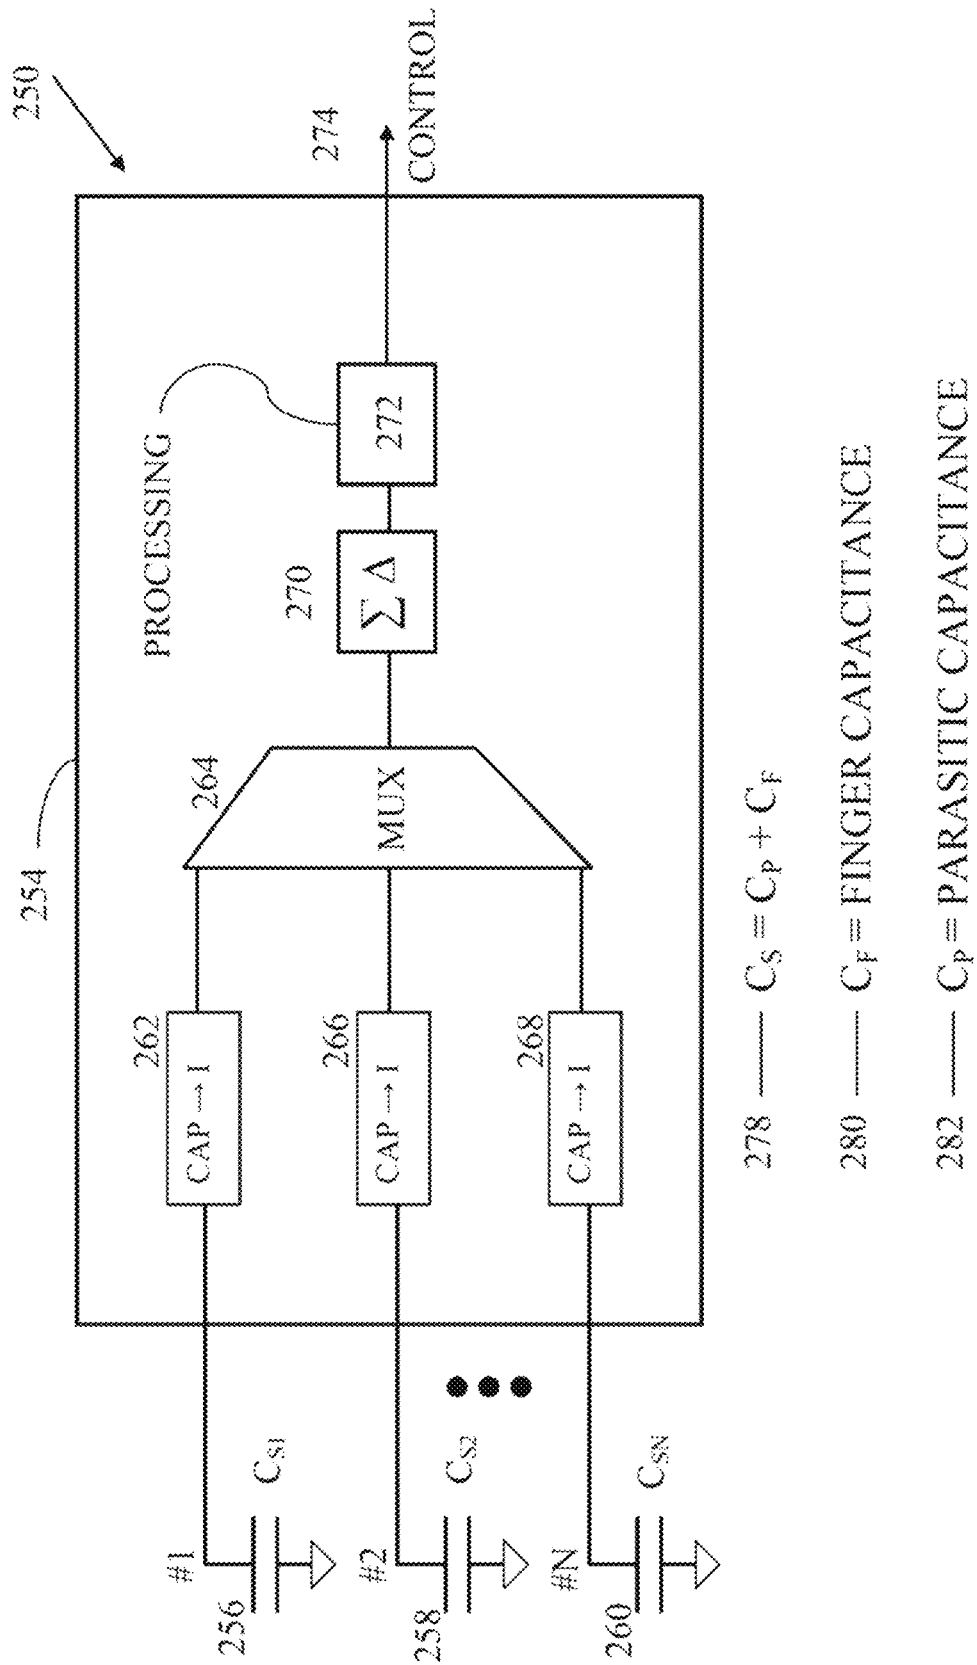 250
254
PROCESSING
274
CONTROL
#1
256
C_S1
262
CAP → I
264
MUX
270
Σ Δ
272
#2
258
C_S2
266
CAP → I
#N
260
C_SN
268
CAP → I
278 — C_S = C_P + C_F
280 — C_F = FINGER CAPACITANCE
282 — C_P = PARASITIC CAPACITANCE